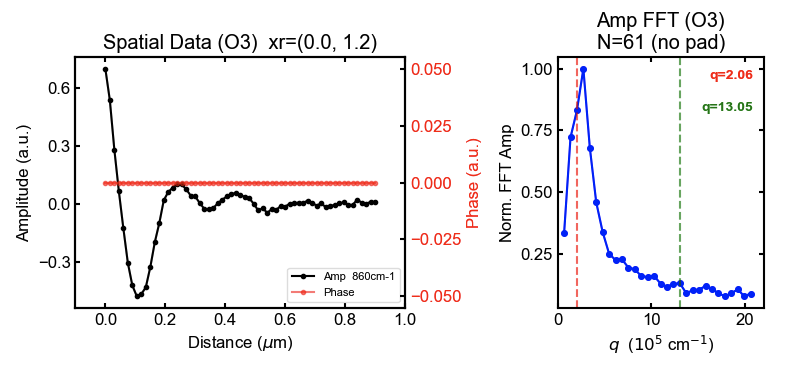 Spatial Data (O3)  xr=(0.0, 1.2)
Amplitude (a.u.)
0.6
0.3
0.0
−0.3
0.0
0.2
0.4
0.6
0.8
1.0
Distance (μm)
0.050
0.025
0.000
−0.025
−0.050
Phase (a.u.)
Amp  860cm-1
Phase
Amp FFT (O3)
N=61 (no pad)
Norm. FFT Amp
1.00
0.75
0.50
0.25
0
10
20
q  (10⁵ cm⁻¹)
q=2.06
q=13.05